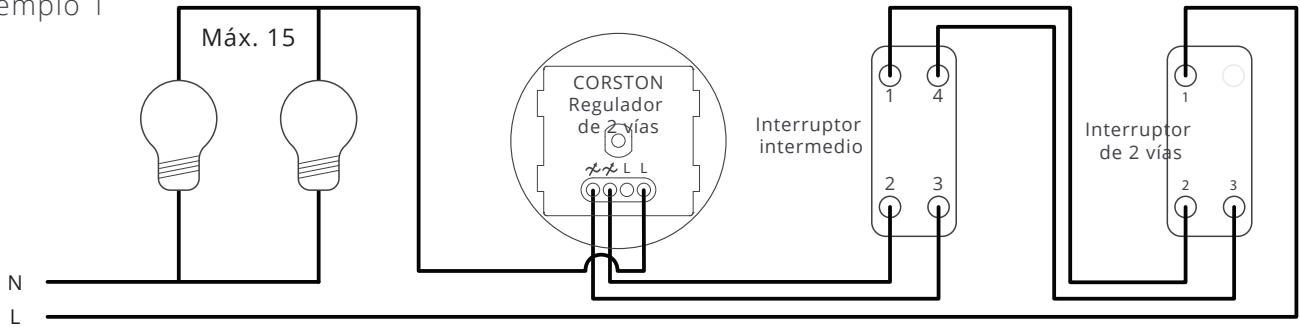 emplo 1
Máx. 15
CORSTON
Regulador
de 2 vías
L L
Interruptor
intermedio
1 4
2 3
Interruptor
de 2 vías
1
2 3
N
L